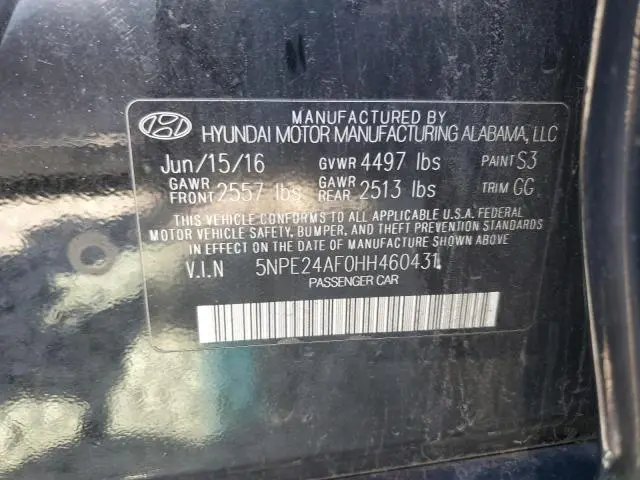 MANUFACTURED BY
HYUNDAI MOTOR MANUFACTURING ALABAMA, LLC
Jun/15/16 GVWR 4497 lbs PAINT S3
GAWR FRONT 2557 lbs GAWR REAR 2513 lbs TRIM GG
THIS VEHICLE CONFORMS TO ALL APPLICABLE U.S.A. FEDERAL
MOTOR VEHICLE SAFETY, BUMPER, AND THEFT PREVENTION STANDARDS
IN EFFECT ON THE DATE OF MANUFACTURE SHOWN ABOVE
V.I.N 5NPE24AF0HH460431
PASSENGER CAR